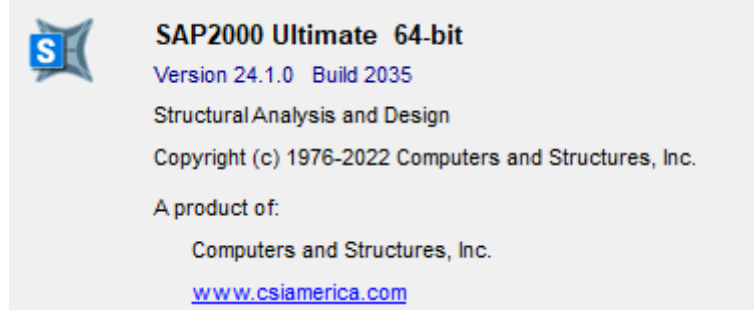 S
SAP2000 Ultimate 64-bit
Version 24.1.0 Build 2035
Structural Analysis and Design
Copyright (c) 1976-2022 Computers and Structures, Inc.
A product of:
Computers and Structures, Inc.
www.csiamerica.com